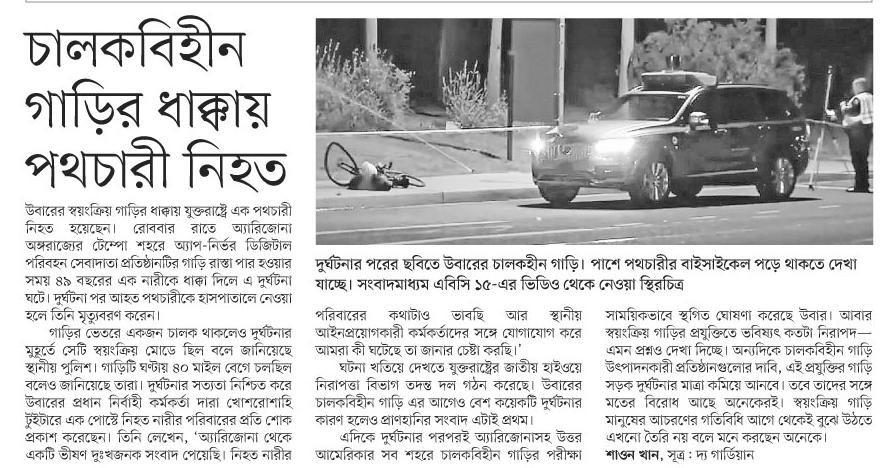 চালকবিহীন
গাড়ির ধাক্কায়
পথচারী নিহত
উবারের স্বয়ংক্রিয় গাড়ির ধাক্কায় যুক্তরাষ্ট্রে এক পথচারী
নিহত হয়েছেন। রোববার রাতে অ্যারিজোনা
অঙ্গরাজ্যের টেম্পো শহরে অ্যাপ-নির্ভর ডিজিটাল
পরিবহন সেবাদাতা প্রতিষ্ঠানটির গাড়ি রাস্তা পার হওয়ার
সময় ৪৯ বছরের এক নারীকে ধাক্কা দিলে এ দুর্ঘটনা
ঘটে। দুর্ঘটনা পর আহত পথচারীকে হাসপাতালে নেওয়া
হলে তিনি মৃত্যুবরণ করেন।
গাড়ির ভেতরে একজন চালক থাকলেও দুর্ঘটনার
মুহূর্তে সেটি স্বয়ংক্রিয় মোডে ছিল বলে জানিয়েছে
স্থানীয় পুলিশ। গাড়িটি ঘণ্টায় ৪০ মাইল বেগে চলছিল
বলেও জানিয়েছে তারা। দুর্ঘটনার সত্যতা নিশ্চিত করে
উবারের প্রধান নির্বাহী কর্মকর্তা দারা খোশরোশাহি
টুইটারে এক পোস্টে নিহত নারীর পরিবারের প্রতি শোক
প্রকাশ করেছেন। তিনি লেখেন, ‘অ্যারিজোনা থেকে
একটি ভীষণ দুঃখজনক সংবাদ পেয়েছি। নিহত নারীর
দুর্ঘটনার পরের ছবিতে উবারের চালকহীন গাড়ি। পাশে পথচারীর বাইসাইকেল পড়ে থাকতে দেখা
যাচ্ছে। সংবাদমাধ্যম এবিসি ১৫-এর ভিডিও থেকে নেওয়া স্থিরচিত্র
পরিবারের কথাটাও ভাবছি আর স্থানীয়
আইনপ্রয়োগকারী কর্মকর্তাদের সঙ্গে যোগাযোগ করে
আমরা কী ঘটেছে তা জানার চেষ্টা করছি।’
ঘটনা খতিয়ে দেখতে যুক্তরাষ্ট্রের জাতীয় হাইওয়ে
নিরাপত্তা বিভাগ তদন্ত দল গঠন করেছে। উবারের
চালকবিহীন গাড়ি এর আগেও বেশ কয়েকটি দুর্ঘটনার
কারণ হলেও প্রাণহানির সংবাদ এটাই প্রথম।
এদিকে দুর্ঘটনার পরপরই অ্যারিজোনাসহ উত্তর
আমেরিকার সব শহরে চালকবিহীন গাড়ির পরীক্ষা
সাময়িকভাবে স্থগিত ঘোষণা করেছে উবার। আবার
স্বয়ংক্রিয় গাড়ির প্রযুক্তিতে ভবিষ্যৎ কতটা নিরাপদ—
এমন প্রশ্নও দেখা দিচ্ছে। অন্যদিকে চালকবিহীন গাড়ি
উৎপাদনকারী প্রতিষ্ঠানগুলোর দাবি, এই প্রযুক্তির গাড়ি
সড়ক দুর্ঘটনার মাত্রা কমিয়ে আনবে। তবে তাদের সঙ্গে
মতের বিরোধ আছে অনেকেরই। স্বয়ংক্রিয় গাড়ি
মানুষের আচরণের গতিবিধি আগে থেকেই বুঝে উঠতে
এখনো তৈরি নয় বলে মনে করছেন অনেকে।
শাওন খান, সূত্র : দ্য গার্ডিয়ান